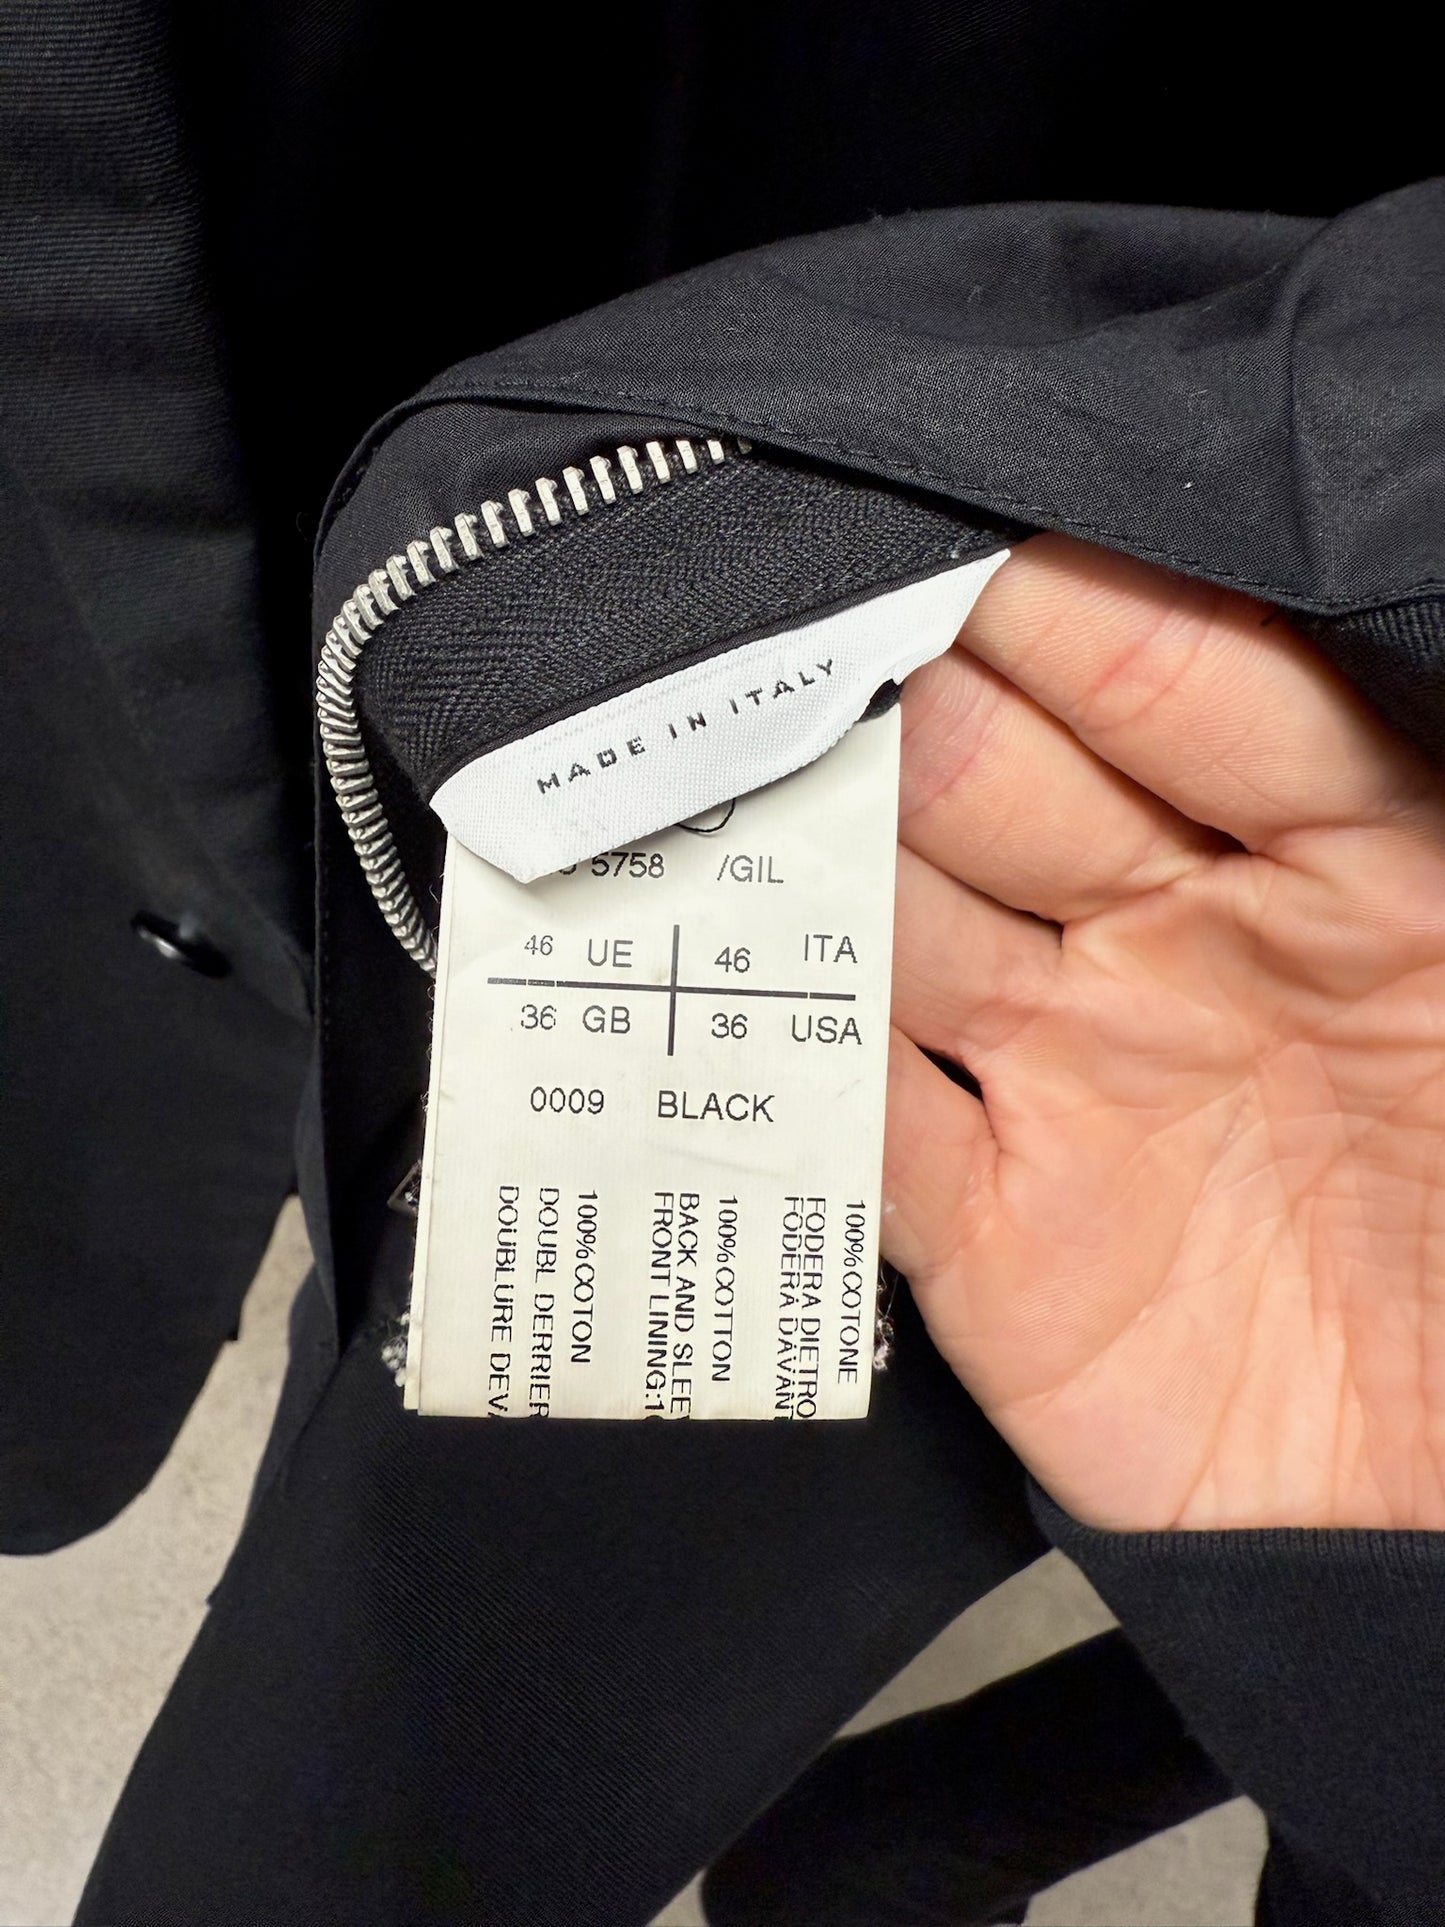 MADE IN ITALY
5758 /GIL
46 UE 46 ITA
36 GB 36 USA
0009 BLACK
100%COTONE
FODERA DIETRO
FODERA DAVANT
100%COTTON
BACK AND SLEE
FRONT LINING:1
100%COTON
DOUBL DERRIER
DOUBLURE DEV